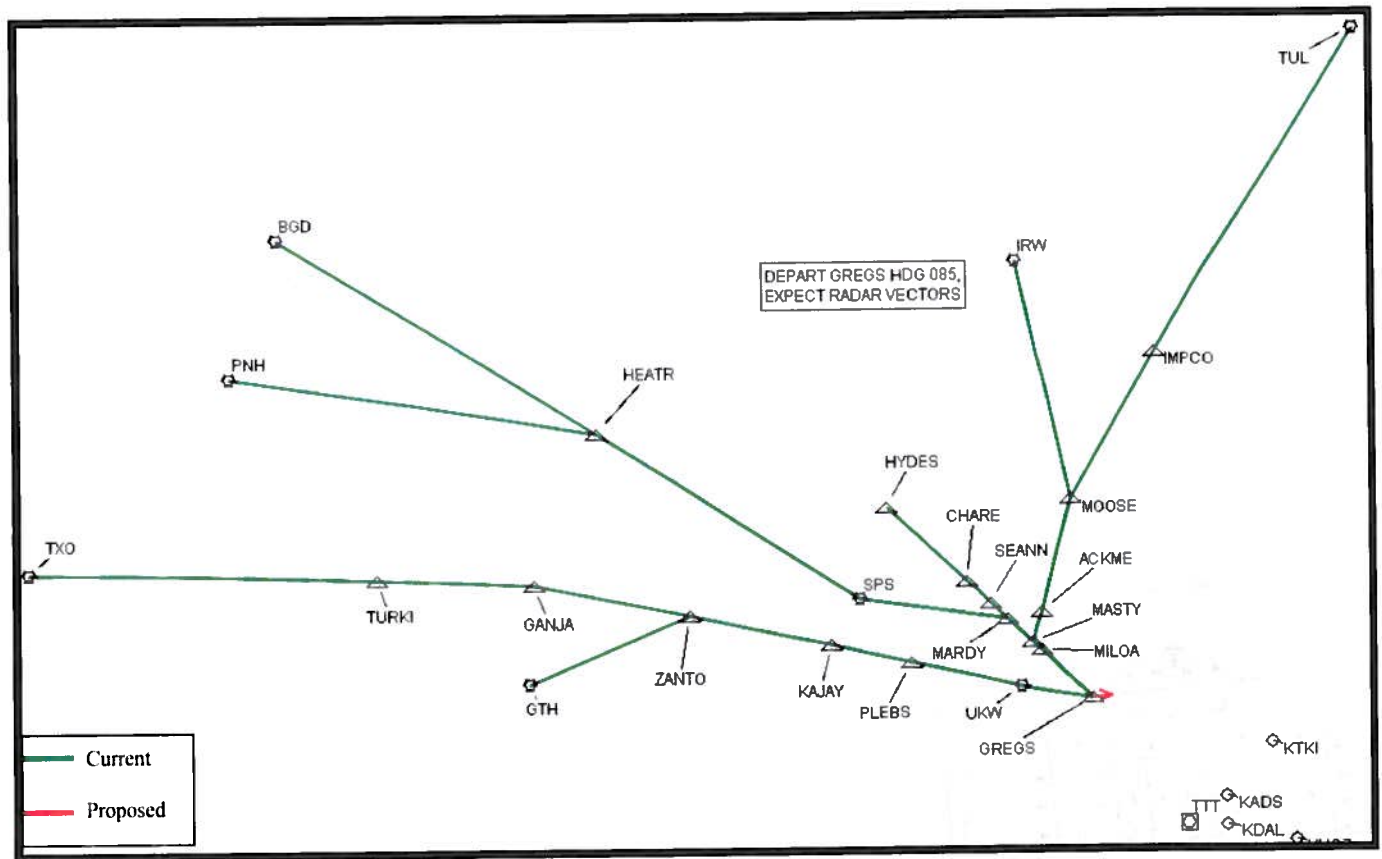 TUL
BGD
IRW
DEPART GREGS HDG 085,
EXPECT RADAR VECTORS
IMPCO
PNH
HEATR
HYDES
MOOSE
CHARE
SEANN
TXO
ACKME
SPS
MASTY
TURKI
GANJA
MARDY
MILOA
ZANTO
KAJAY
GTH
PLEBS
UKW
GREGS
KTKI
Current
Proposed
TTT
KADS
KDAL